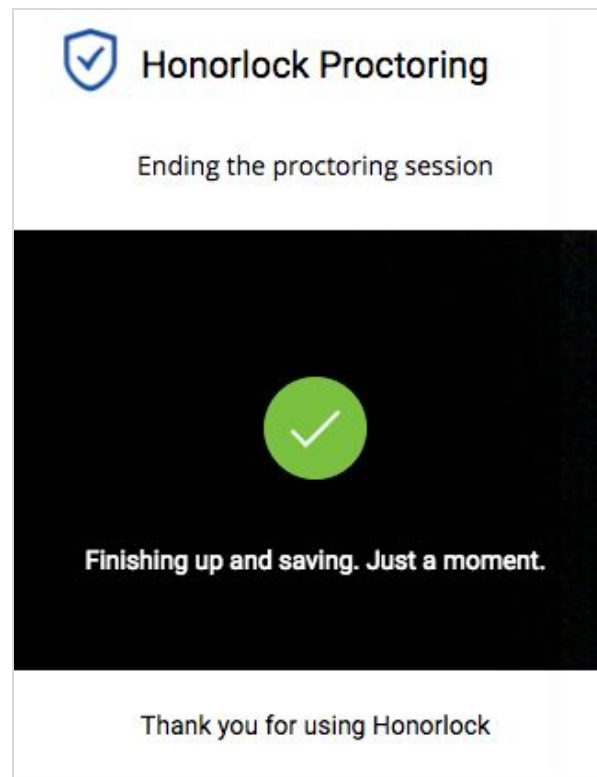 Honorlock Proctoring
Ending the proctoring session
Finishing up and saving. Just a moment.
Thank you for using Honorlock